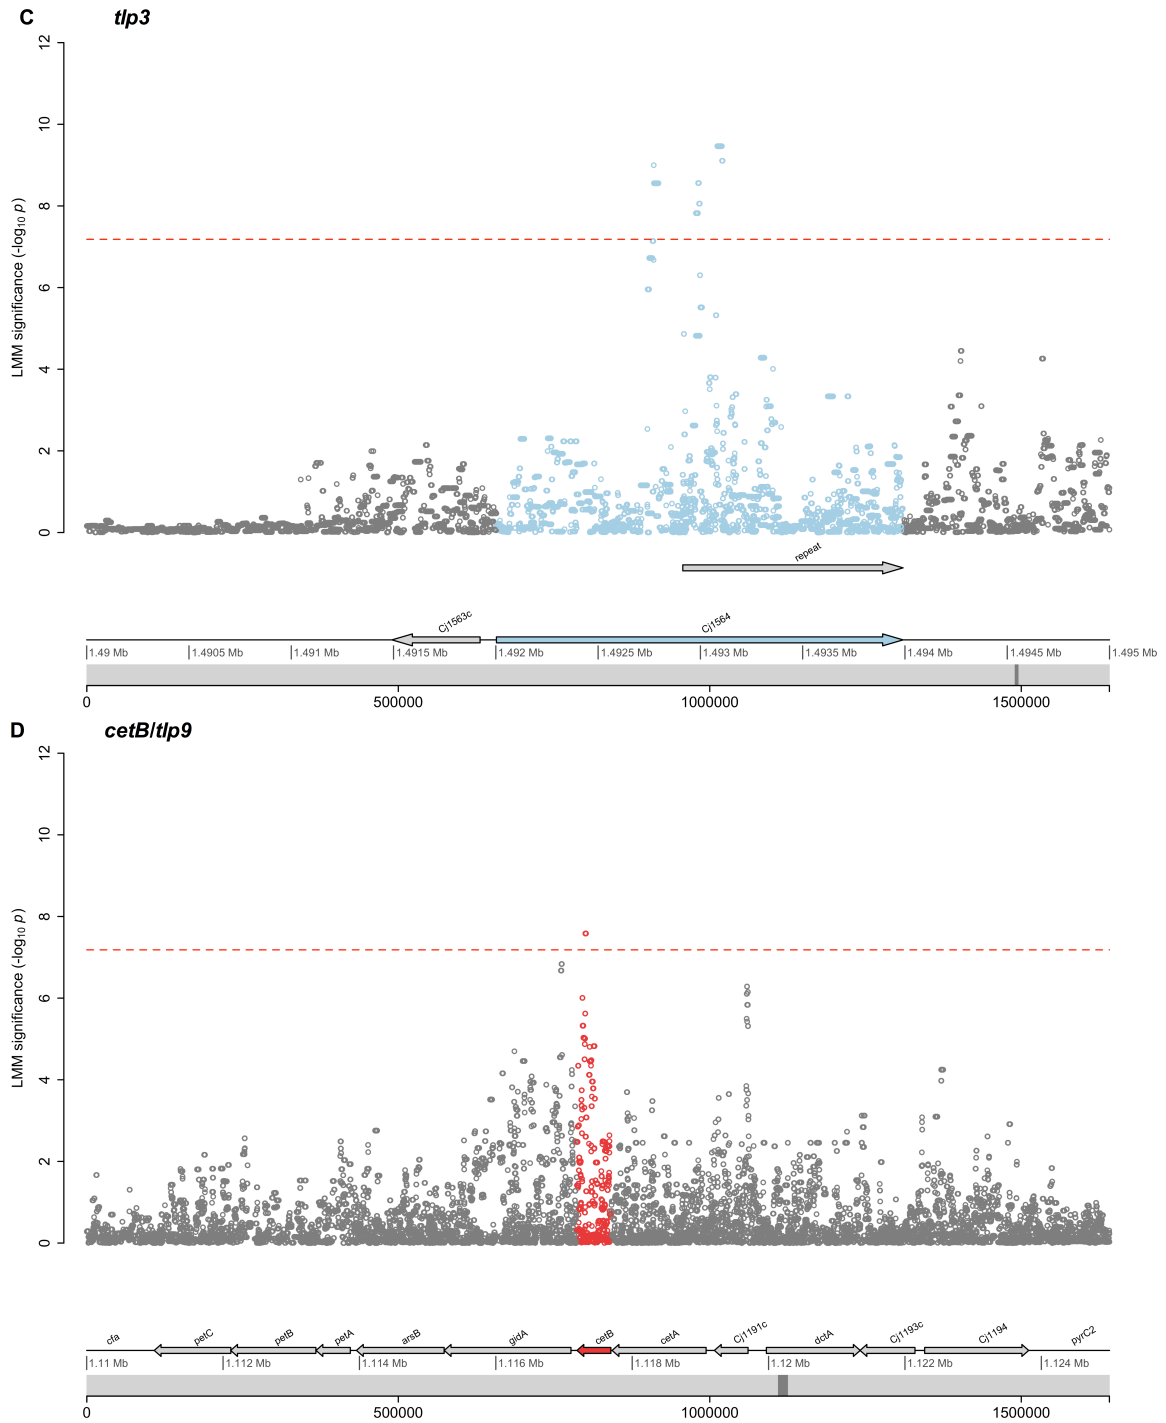 C tlp3
12
10
8
6
4
2
0
LMM significance (-log10 p)
repeat
Cj1563c Cj1564
1.49 Mb 1.4905 Mb 1.491 Mb 1.4915 Mb 1.492 Mb 1.4925 Mb 1.493 Mb 1.4935 Mb 1.494 Mb 1.4945 Mb 1.495 Mb
0 500000 1000000 1500000
D cetB/tlp9
12
10
8
6
4
2
0
LMM significance (-log10 p)
cfa petC petB petA arsB gidA cetB cetA Cj1191c dctA Cj1193c Cj1194 pyrC2
1.11 Mb 1.112 Mb 1.114 Mb 1.116 Mb 1.118 Mb 1.12 Mb 1.122 Mb 1.124 Mb
0 500000 1000000 1500000